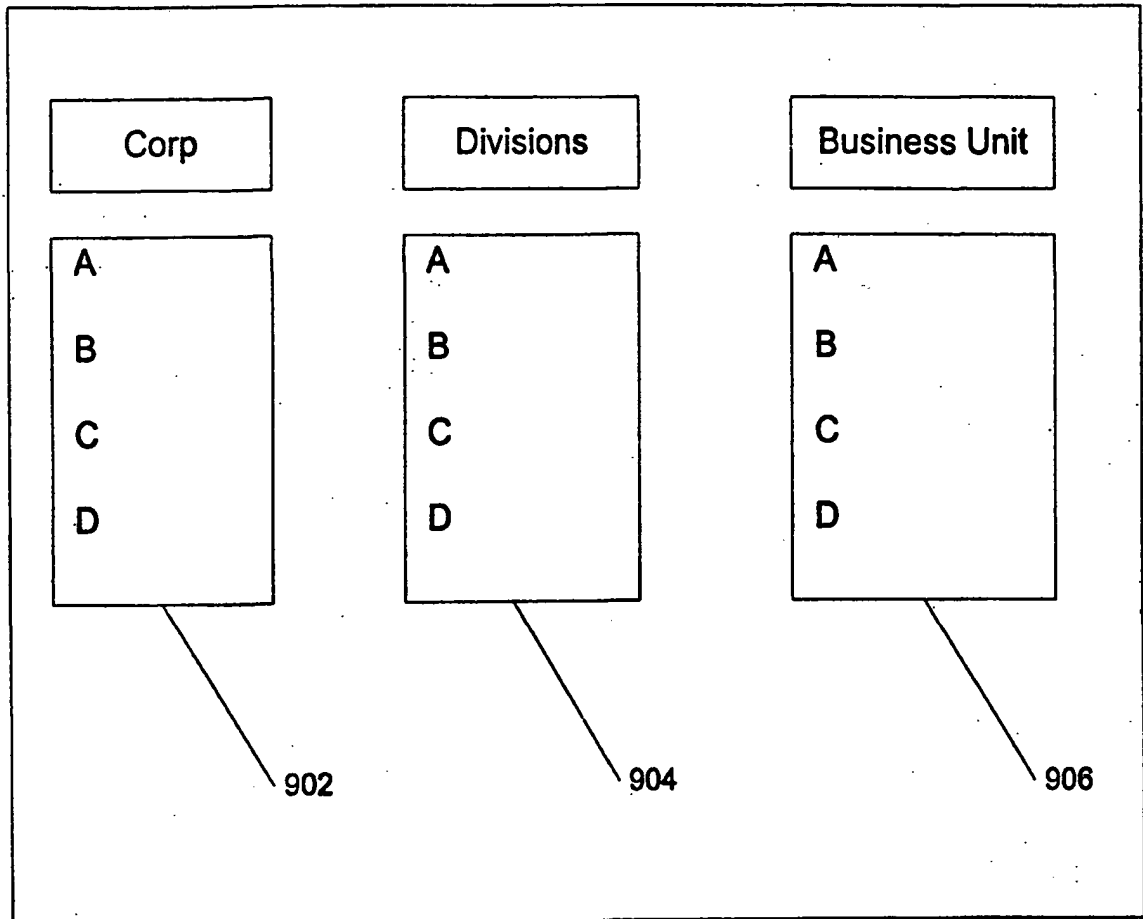 Corp Divisions Business Unit
A A A
B B B
C C C
D D D
902 904 906